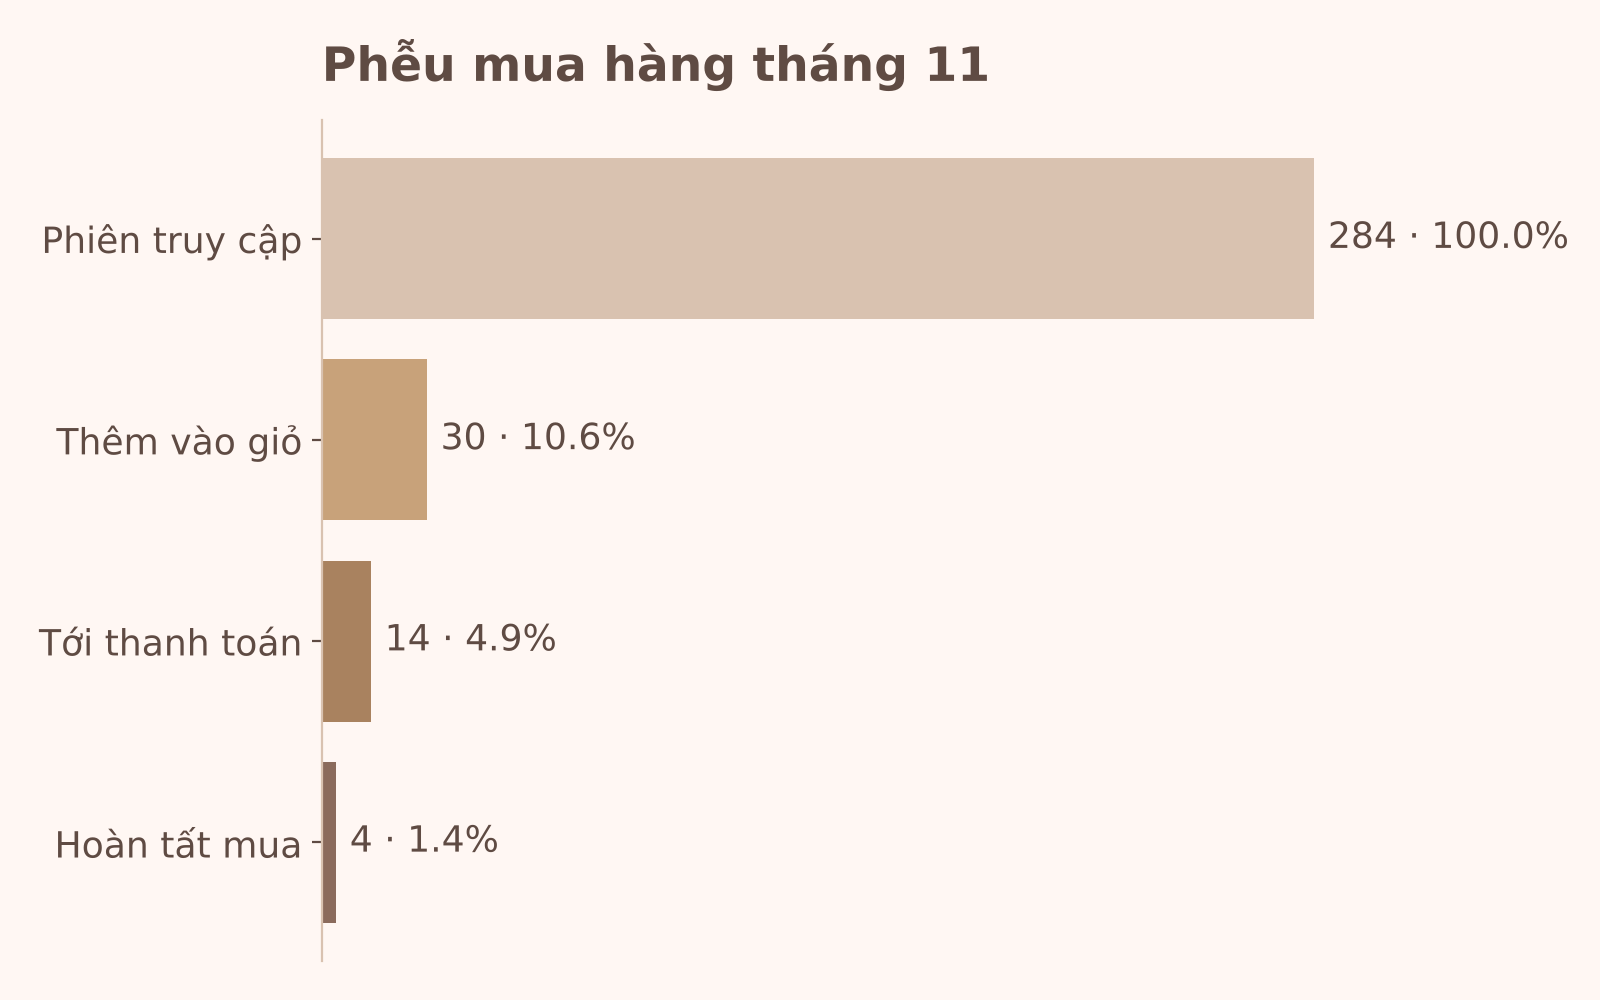 Phễu mua hàng tháng 11
Phiên truy cập
284 · 100.0%
Thêm vào giỏ
30 · 10.6%
Tới thanh toán
14 · 4.9%
Hoàn tất mua
4 · 1.4%